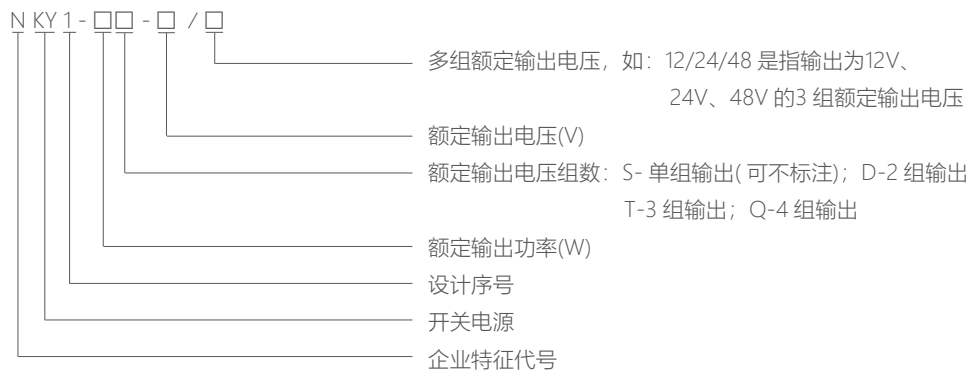 N KY 1 - □□ - □ / □
多组额定输出电压，如：12/24/48 是指输出为12V、
24V、48V 的3 组额定输出电压
额定输出电压(V)
额定输出电压组数：S- 单组输出( 可不标注)；D-2 组输出
T-3 组输出；Q-4 组输出
额定输出功率(W)
设计序号
开关电源
企业特征代号